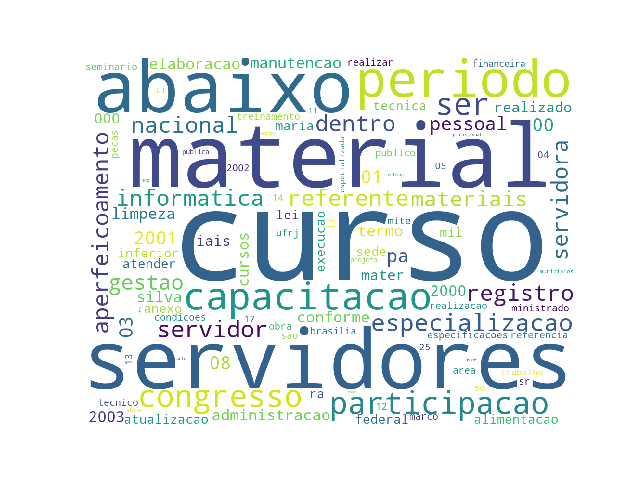 seminario elaboracao manutencao realizar financeira
abaixo periodo
000 nacional treinamento 11 maria dentro tecnica ser realizado
pecas publica 2002 material pessoal 00
aperfeicoamento especializada publico 01 05 04 servidora
informatica 14 referente materiais
limpeza iais lei ufrj execucao termo mite mil
2001 curso
inferior atender cursos sede pa
gestao mater
silva capacitacao 2000 registro
anexo realizacao ministrado
03 condicoes 17 obra conforme especializacao
servidor sao brasilia especificacoes referencia
13 08 servidores 25 area trabalho municipios projeto
congresso ra 12 participacao so sr
tecnico
2003 atualizacao administracao federal marco alimentacao